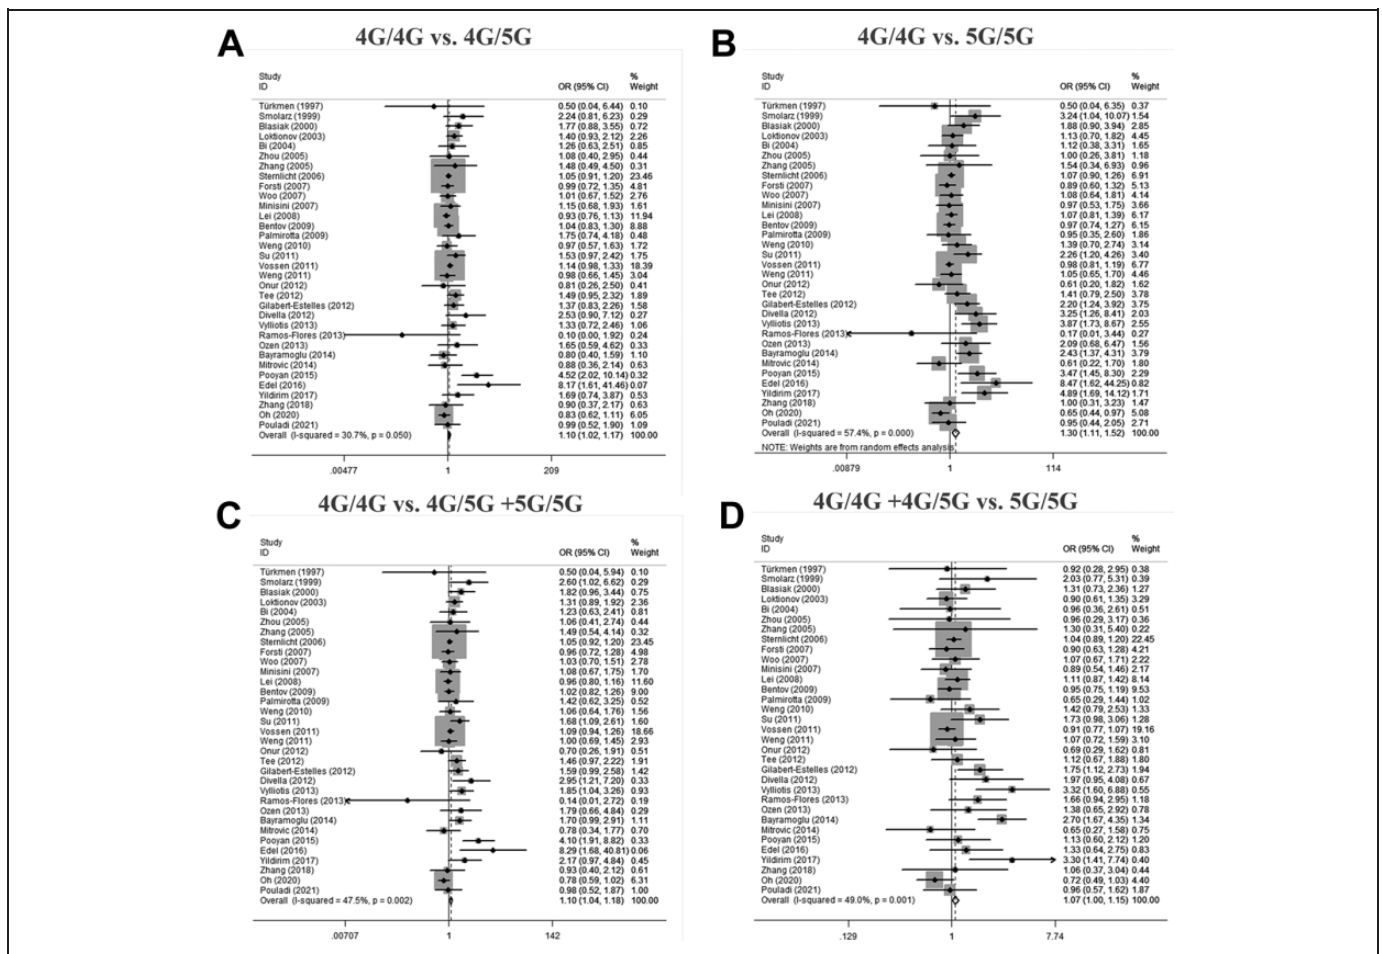 A
4G/4G vs. 4G/5G
Study
ID
OR (95% CI)
%
Weight
Türkmen (1997) 0.50 (0.04, 6.44) 0.10
Smolarz (1999) 2.24 (0.81, 6.23) 0.29
Blasiak (2000) 1.77 (0.88, 3.55) 0.72
Loktionov (2003) 1.40 (0.93, 2.12) 2.26
Bi (2004) 1.26 (0.63, 2.51) 0.85
Zhou (2005) 1.08 (0.40, 2.95) 0.44
Zhang (2005) 1.48 (0.49, 4.50) 0.31
Sternlicht (2006) 1.05 (0.91, 1.20) 23.46
Forsti (2007) 0.99 (0.72, 1.35) 4.81
Woo (2007) 1.01 (0.67, 1.52) 2.76
Minisini (2007) 1.15 (0.68, 1.93) 1.61
Lei (2008) 0.93 (0.76, 1.13) 11.94
Bentov (2009) 1.04 (0.83, 1.30) 8.88
Palmirotta (2009) 1.75 (0.74, 4.18) 0.48
Weng (2010) 0.97 (0.57, 1.63) 1.72
Su (2011) 1.53 (0.97, 2.42) 1.75
Vossen (2011) 1.14 (0.98, 1.33) 18.39
Weng (2011) 0.98 (0.66, 1.45) 3.04
Onur (2012) 0.81 (0.26, 2.50) 0.41
Tee (2012) 1.49 (0.95, 2.32) 1.89
Gilabert-Estelles (2012) 1.37 (0.83, 2.26) 1.58
Divella (2012) 2.53 (0.90, 7.12) 0.27
Vylliotis (2013) 1.33 (0.72, 2.46) 1.06
Ramos-Flores (2013) 0.10 (0.00, 1.92) 0.24
Ozen (2013) 1.65 (0.59, 4.62) 0.33
Bayramoglu (2014) 0.80 (0.40, 1.59) 1.10
Mitrovic (2014) 0.88 (0.36, 2.14) 0.63
Pooyan (2015) 4.52 (2.02, 10.14) 0.32
Edel (2016) 8.17 (1.61, 41.46) 0.07
Yildirim (2017) 1.69 (0.74, 3.87) 0.53
Zhang (2018) 0.90 (0.37, 2.17) 0.63
Oh (2020) 0.83 (0.62, 1.11) 6.05
Pouladi (2021) 0.99 (0.52, 1.90) 1.09
Overall (I-squared = 30.7%, p = 0.050) 1.10 (1.02, 1.17) 100.00
.00477 1 209
B
4G/4G vs. 5G/5G
Study
ID
OR (95% CI)
%
Weight
Türkmen (1997) 0.50 (0.04, 6.35) 0.37
Smolarz (1999) 3.24 (1.04, 10.07) 1.54
Blasiak (2000) 1.88 (0.90, 3.94) 2.85
Loktionov (2003) 1.13 (0.70, 1.82) 4.45
Bi (2004) 1.12 (0.38, 3.31) 1.65
Zhou (2005) 1.00 (0.26, 3.81) 1.18
Zhang (2005) 1.54 (0.34, 6.93) 0.96
Sternlicht (2006) 1.07 (0.90, 1.26) 6.91
Forsti (2007) 0.89 (0.60, 1.32) 5.13
Woo (2007) 1.08 (0.64, 1.81) 4.14
Minisini (2007) 0.97 (0.53, 1.75) 3.66
Lei (2008) 1.07 (0.81, 1.39) 6.17
Bentov (2009) 0.97 (0.74, 1.27) 6.15
Palmirotta (2009) 0.95 (0.35, 2.60) 1.86
Weng (2010) 1.39 (0.70, 2.74) 3.14
Su (2011) 2.26 (1.20, 4.26) 3.40
Vossen (2011) 0.98 (0.81, 1.19) 6.77
Weng (2011) 1.05 (0.65, 1.70) 4.46
Onur (2012) 0.61 (0.20, 1.82) 1.62
Tee (2012) 1.41 (0.79, 2.50) 3.78
Gilabert-Estelles (2012) 2.20 (1.24, 3.92) 3.75
Divella (2012) 3.25 (1.26, 8.41) 2.03
Vylliotis (2013) 3.87 (1.73, 8.67) 2.55
Ramos-Flores (2013) 0.17 (0.01, 3.44) 0.27
Ozen (2013) 2.09 (0.68, 6.47) 1.56
Bayramoglu (2014) 2.43 (1.37, 4.31) 3.79
Mitrovic (2014) 0.61 (0.22, 1.70) 1.80
Pooyan (2015) 3.47 (1.45, 8.30) 2.29
Edel (2016) 8.47 (1.62, 44.25) 0.82
Yildirim (2017) 4.89 (1.69, 14.12) 1.71
Zhang (2018) 1.00 (0.31, 3.23) 1.47
Oh (2020) 0.65 (0.44, 0.97) 5.08
Pouladi (2021) 0.95 (0.44, 2.05) 2.71
Overall (I-squared = 57.4%, p = 0.000) 1.30 (1.11, 1.52) 100.00
NOTE: Weights are from random effects analysis
.00879 1 114
C
4G/4G vs. 4G/5G +5G/5G
Study
ID
OR (95% CI)
%
Weight
Türkmen (1997) 0.50 (0.04, 5.94) 0.10
Smolarz (1999) 2.60 (1.02, 6.62) 0.29
Blasiak (2000) 1.82 (0.96, 3.44) 0.75
Loktionov (2003) 1.31 (0.89, 1.92) 2.36
Bi (2004) 1.23 (0.63, 2.41) 0.81
Zhou (2005) 1.06 (0.41, 2.74) 0.44
Zhang (2005) 1.49 (0.54, 4.14) 0.32
Sternlicht (2006) 1.05 (0.92, 1.20) 23.45
Forsti (2007) 0.96 (0.72, 1.28) 4.98
Woo (2007) 1.03 (0.70, 1.51) 2.78
Minisini (2007) 1.08 (0.67, 1.75) 1.70
Lei (2008) 0.96 (0.80, 1.16) 11.60
Bentov (2009) 1.02 (0.82, 1.26) 9.00
Palmirotta (2009) 1.42 (0.62, 3.25) 0.52
Weng (2010) 1.06 (0.64, 1.76) 1.56
Su (2011) 1.68 (1.09, 2.61) 1.60
Vossen (2011) 1.09 (0.94, 1.26) 18.66
Weng (2011) 1.00 (0.69, 1.45) 2.93
Onur (2012) 0.70 (0.26, 1.91) 0.51
Tee (2012) 1.46 (0.97, 2.22) 1.91
Gilabert-Estelles (2012) 1.59 (0.99, 2.58) 1.42
Divella (2012) 2.95 (1.21, 7.20) 0.33
Vylliotis (2013) 1.85 (1.04, 3.26) 0.93
Ramos-Flores (2013) 0.14 (0.01, 2.72) 0.19
Ozen (2013) 1.79 (0.66, 4.84) 0.29
Bayramoglu (2014) 1.70 (0.99, 2.91) 1.11
Mitrovic (2014) 0.78 (0.34, 1.77) 0.70
Pooyan (2015) 4.10 (1.91, 8.82) 0.33
Edel (2016) 8.29 (1.68, 40.81) 0.06
Yildirim (2017) 2.17 (0.97, 4.84) 0.45
Zhang (2018) 0.93 (0.40, 2.12) 0.61
Oh (2020) 0.78 (0.59, 1.02) 6.31
Pouladi (2021) 0.98 (0.52, 1.87) 1.00
Overall (I-squared = 47.5%, p = 0.002) 1.10 (1.04, 1.18) 100.00
.00707 1 142
D
4G/4G +4G/5G vs. 5G/5G
Study
ID
OR (95% CI)
%
Weight
Türkmen (1997) 0.92 (0.28, 2.95) 0.38
Smolarz (1999) 2.03 (0.77, 5.31) 0.39
Blasiak (2000) 1.31 (0.73, 2.36) 1.27
Loktionov (2003) 0.90 (0.61, 1.35) 3.29
Bi (2004) 0.96 (0.36, 2.61) 0.51
Zhou (2005) 0.96 (0.29, 3.17) 0.36
Zhang (2005) 1.30 (0.31, 5.40) 0.22
Sternlicht (2006) 1.04 (0.89, 1.20) 22.45
Forsti (2007) 0.90 (0.63, 1.28) 4.21
Woo (2007) 1.07 (0.67, 1.71) 2.22
Minisini (2007) 0.89 (0.54, 1.46) 2.17
Lei (2008) 1.11 (0.87, 1.42) 8.14
Bentov (2009) 0.95 (0.75, 1.19) 9.53
Palmirotta (2009) 0.65 (0.29, 1.44) 1.02
Weng (2010) 1.42 (0.79, 2.53) 1.33
Su (2011) 1.73 (0.98, 3.06) 1.28
Vossen (2011) 0.91 (0.77, 1.07) 19.16
Weng (2011) 1.07 (0.72, 1.59) 3.10
Onur (2012) 0.69 (0.29, 1.62) 0.81
Tee (2012) 1.12 (0.67, 1.88) 1.80
Gilabert-Estelles (2012) 1.75 (1.12, 2.73) 1.94
Divella (2012) 1.97 (0.95, 4.08) 0.67
Vylliotis (2013) 3.32 (1.60, 6.88) 0.55
Ramos-Flores (2013) 1.66 (0.94, 2.95) 1.18
Ozen (2013) 1.38 (0.65, 2.92) 0.78
Bayramoglu (2014) 2.70 (1.67, 4.35) 1.34
Mitrovic (2014) 0.65 (0.27, 1.58) 0.75
Pooyan (2015) 1.13 (0.60, 2.12) 1.20
Edel (2016) 1.33 (0.64, 2.75) 0.83
Yildirim (2017) 3.30 (1.41, 7.74) 0.40
Zhang (2018) 1.06 (0.37, 3.04) 0.44
Oh (2020) 0.72 (0.49, 1.03) 4.40
Pouladi (2021) 0.96 (0.57, 1.62) 1.87
Overall (I-squared = 49.0%, p = 0.001) 1.07 (1.00, 1.15) 100.00
.129 1 7.74